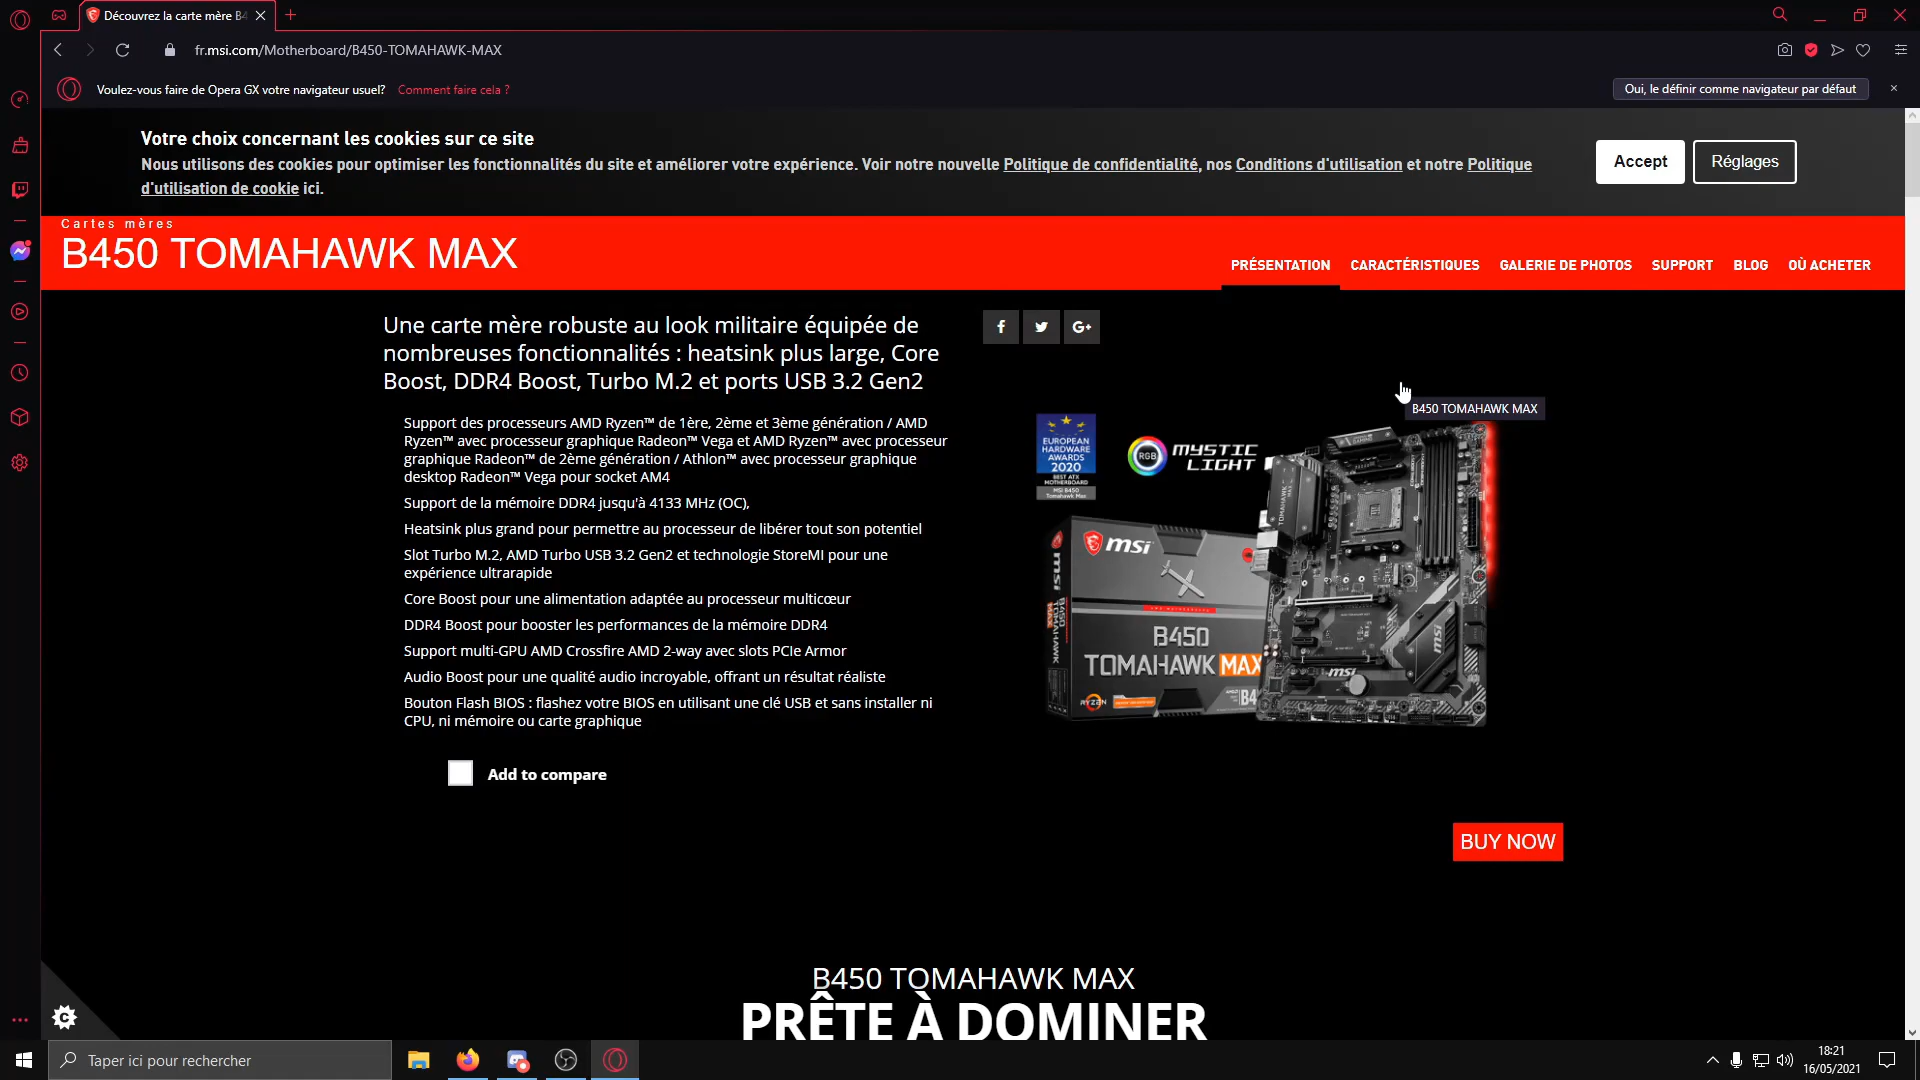 Découvrez la carte mère B4
fr.msi.com/Motherboard/B450-TOMAHAWK-MAX
Voulez-vous faire de Opera GX votre navigateur usuel? Comment faire cela ?
Oui, le définir comme navigateur par défaut
Votre choix concernant les cookies sur ce site
Nous utilisons des cookies pour optimiser les fonctionnalités du site et améliorer votre expérience. Voir notre nouvelle Politique de confidentialité, nos Conditions d'utilisation et notre Politique
d'utilisation de cookie ici.
Accept
Réglages
Cartes mères
B450 TOMAHAWK MAX
PRÉSENTATION
CARACTÉRISTIQUES
GALERIE DE PHOTOS
SUPPORT
BLOG
OÙ ACHETER
Une carte mère robuste au look militaire équipée de
nombreuses fonctionnalités : heatsink plus large, Core
Boost, DDR4 Boost, Turbo M.2 et ports USB 3.2 Gen2
Support des processeurs AMD Ryzen™ de 1ère, 2ème et 3ème génération / AMD
Ryzen™ avec processeur graphique Radeon™ Vega et AMD Ryzen™ avec processeur
graphique Radeon™ de 2ème génération / Athlon™ avec processeur graphique
desktop Radeon™ Vega pour socket AM4
Support de la mémoire DDR4 jusqu'à 4133 MHz (OC),
Heatsink plus grand pour permettre au processeur de libérer tout son potentiel
Slot Turbo M.2, AMD Turbo USB 3.2 Gen2 et technologie StoreMI pour une
expérience ultrarapide
Core Boost pour une alimentation adaptée au processeur multicœur
DDR4 Boost pour booster les performances de la mémoire DDR4
Support multi-GPU AMD Crossfire AMD 2-way avec slots PCIe Armor
Audio Boost pour une qualité audio incroyable, offrant un résultat réaliste
Bouton Flash BIOS : flashez votre BIOS en utilisant une clé USB et sans installer ni
CPU, ni mémoire ou carte graphique
Add to compare
f
G+
B450 TOMAHAWK MAX
EUROPEAN
HARDWARE
AWARDS
2020
BEST ATX
MOTHERBOARD
MSI B450
Tomahawk Max
RGB
MYSTIC
LIGHT
msi
B450
TOMAHAWK MAX
RYZEN
B4
msi
msi
BUY NOW
B450 TOMAHAWK MAX
PRÊTE À DOMINER
Taper ici pour rechercher
18:21
16/05/2021